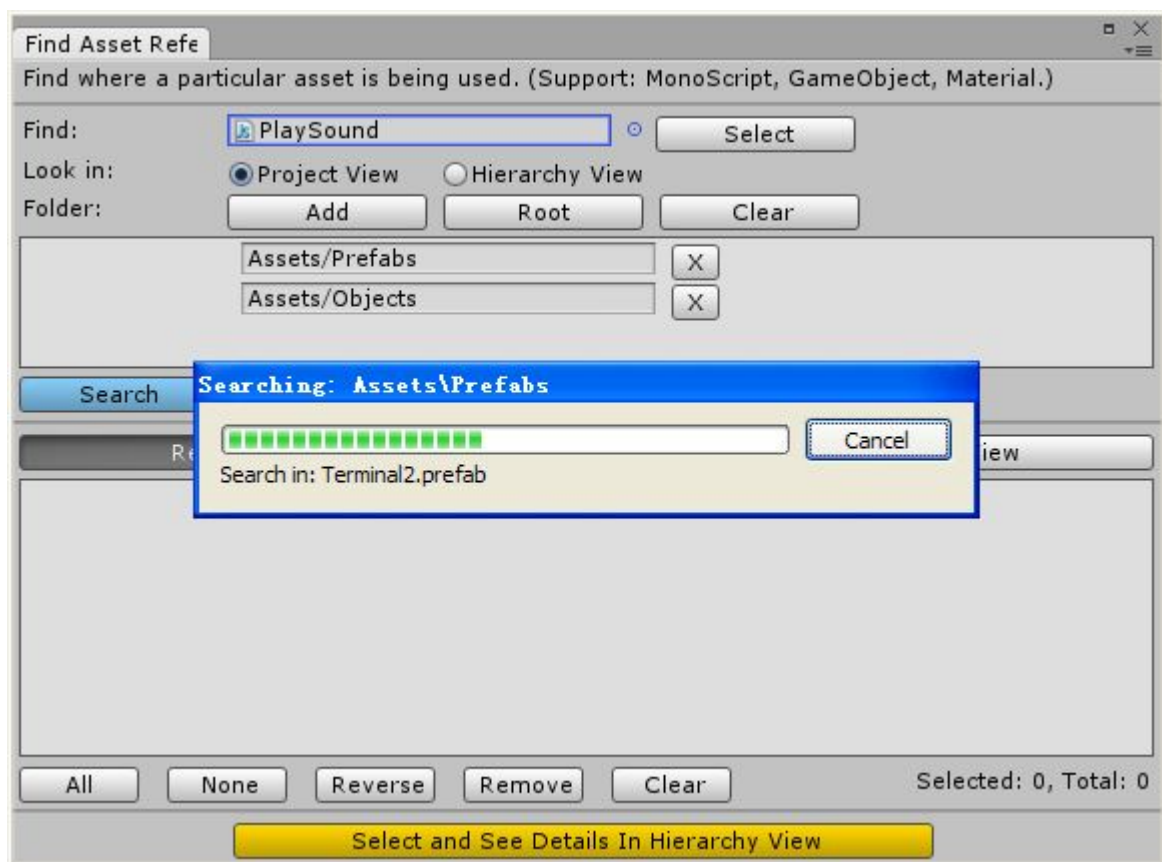 Find Asset Refe
Find where a particular asset is being used. (Support: MonoScript, GameObject, Material.)
Find: PlaySound Select
Look in: Project View Hierarchy View
Folder: Add Root Clear
Assets/Prefabs X
Assets/Objects X
Searching: Assets\Prefabs
Search
Cancel
Search in: Terminal2.prefab
Re iew
All None Reverse Remove Clear Selected: 0, Total: 0
Select and See Details In Hierarchy View